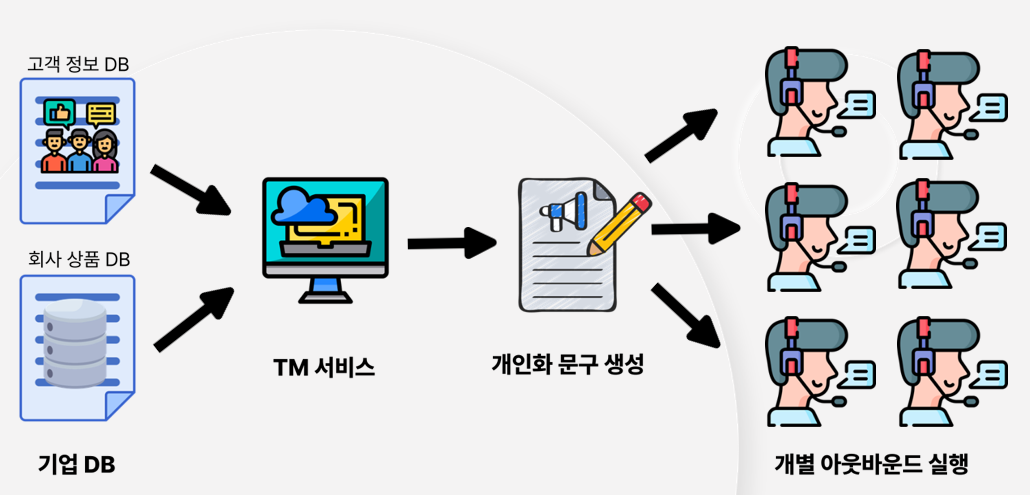 고객 정보 DB
회사 상품 DB
기업 DB
TM 서비스
개인화 문구 생성
개별 아웃바운드 실행